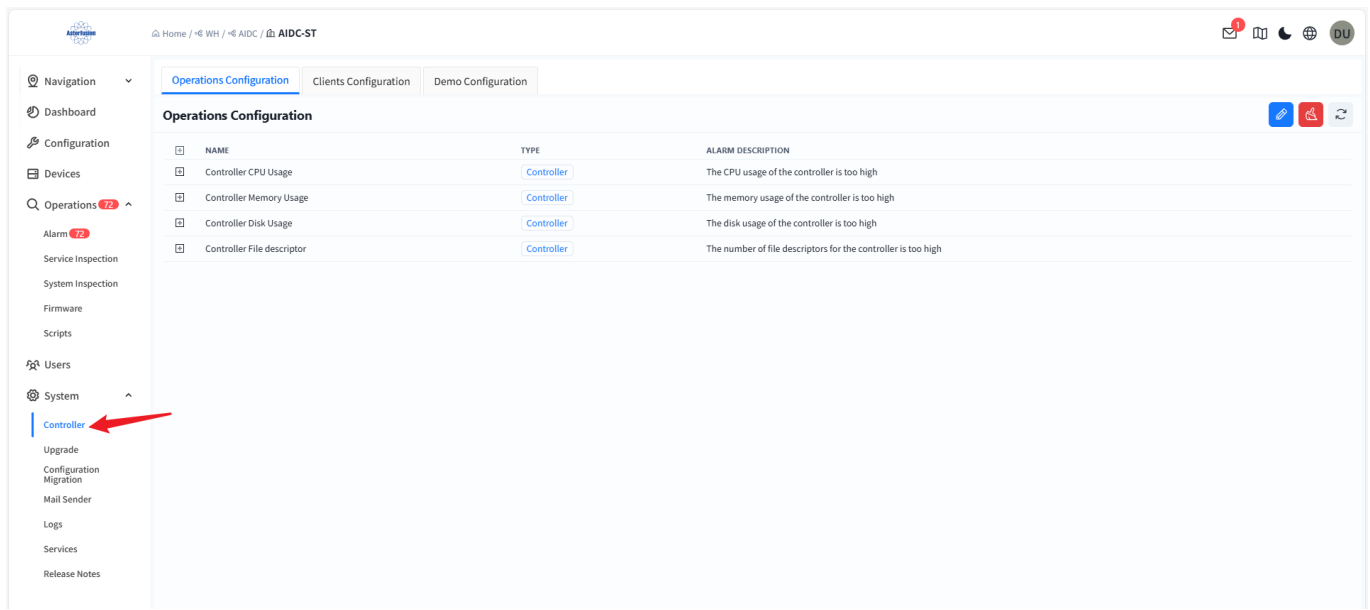 Asterfusion
Home / WH / AIDC / AIDC-ST
1
DU
Navigation
Dashboard
Configuration
Devices
Operations 72
Alarm 72
Service Inspection
System Inspection
Firmware
Scripts
Users
System
Controller
Upgrade
Configuration
Migration
Mail Sender
Logs
Services
Release Notes
Operations Configuration Clients Configuration Demo Configuration
Operations Configuration
NAME TYPE ALARM DESCRIPTION
Controller CPU Usage Controller The CPU usage of the controller is too high
Controller Memory Usage Controller The memory usage of the controller is too high
Controller Disk Usage Controller The disk usage of the controller is too high
Controller File descriptor Controller The number of file descriptors for the controller is too high